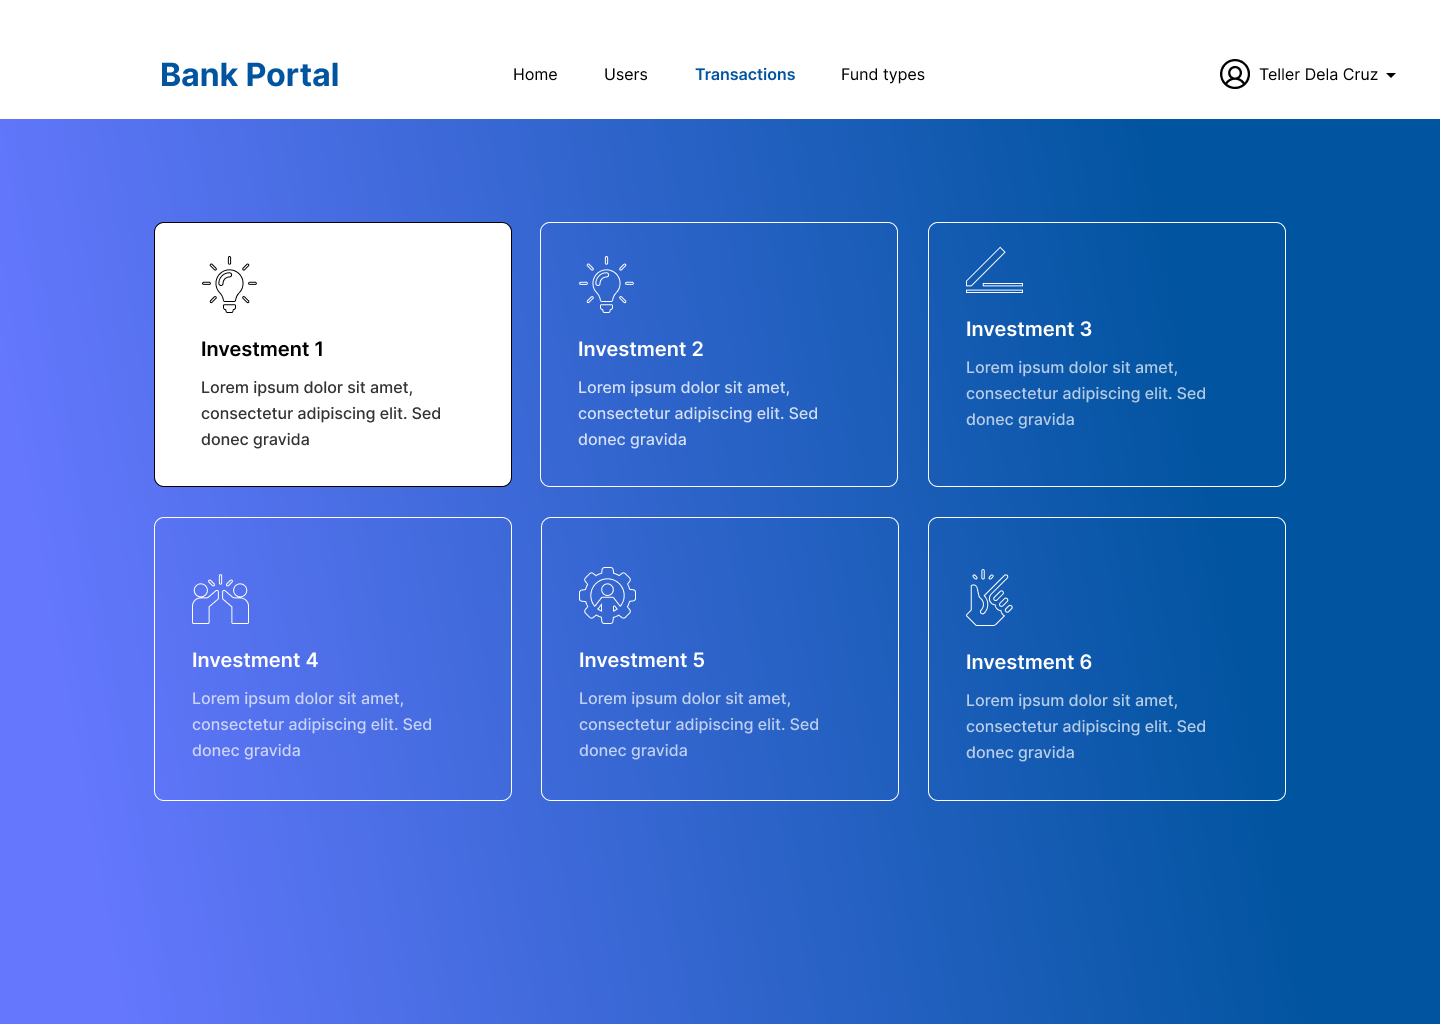 Bank Portal
Home
Users
Transactions
Fund types
Teller Dela Cruz
Investment 1
Lorem ipsum dolor sit amet,
consectetur adipiscing elit. Sed
donec gravida
Investment 2
Lorem ipsum dolor sit amet,
consectetur adipiscing elit. Sed
donec gravida
Investment 3
Lorem ipsum dolor sit amet,
consectetur adipiscing elit. Sed
donec gravida
Investment 4
Lorem ipsum dolor sit amet,
consectetur adipiscing elit. Sed
donec gravida
Investment 5
Lorem ipsum dolor sit amet,
consectetur adipiscing elit. Sed
donec gravida
Investment 6
Lorem ipsum dolor sit amet,
consectetur adipiscing elit. Sed
donec gravida